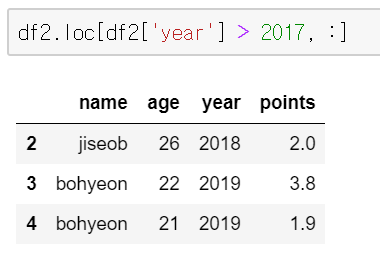 df2.loc[df2['year'] > 2017, :]
name age year points
2 jiseob 26 2018 2.0
3 bohyeon 22 2019 3.8
4 bohyeon 21 2019 1.9